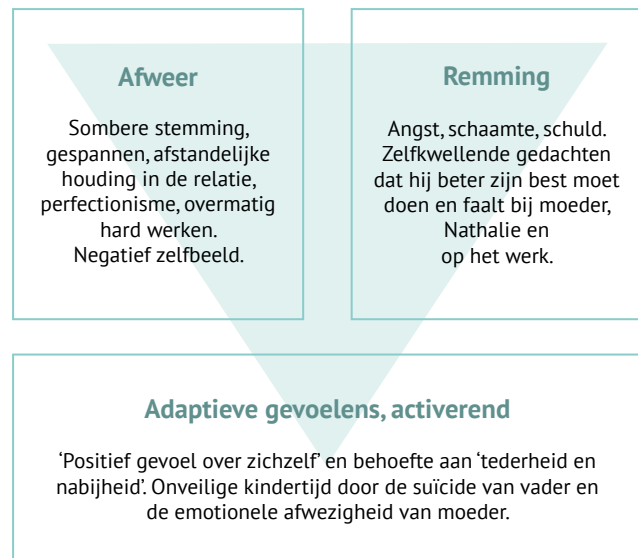 Afweer
Sombere stemming,
gespannen, afstandelijke
houding in de relatie,
perfectionisme, overmatig
hard werken.
Negatief zelfbeeld.
Remming
Angst, schaamte, schuld.
Zelfkwellende gedachten
dat hij beter zijn best moet
doen en faalt bij moeder,
Nathalie en
op het werk.
Adaptieve gevoelens, activerend
‘Positief gevoel over zichzelf’ en behoefte aan ‘tederheid en
nabijheid’. Onveilige kindertijd door de suïcide van vader en
de emotionele afwezigheid van moeder.